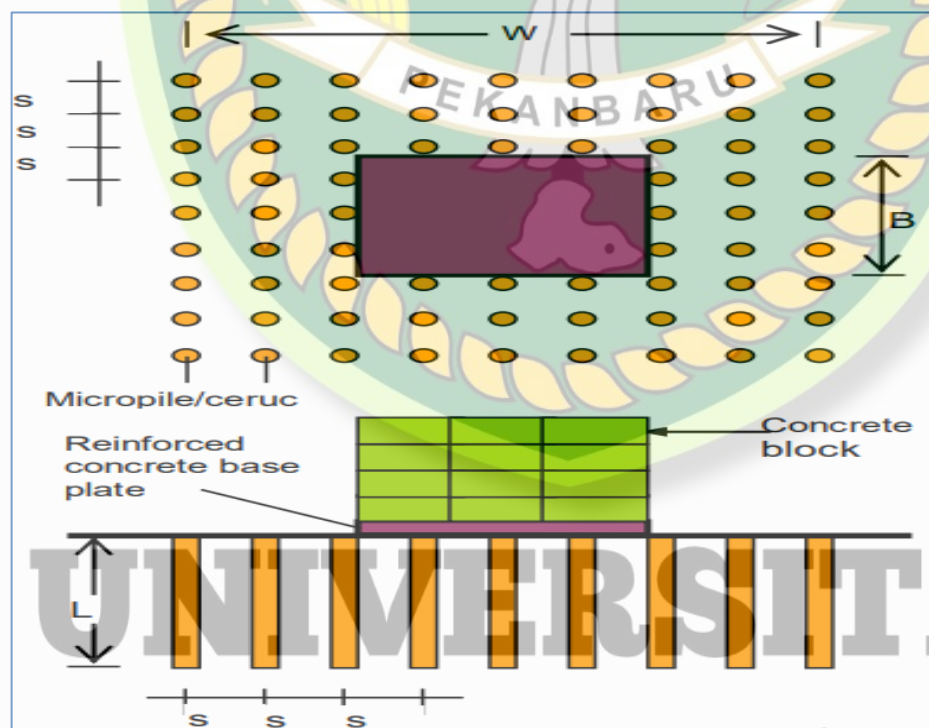 W
PEKANBARU
s
s
s
B
Micropile/ceruc
Reinforced
concrete base
plate
Concrete
block
UNIVERSIT
L
s
s
s